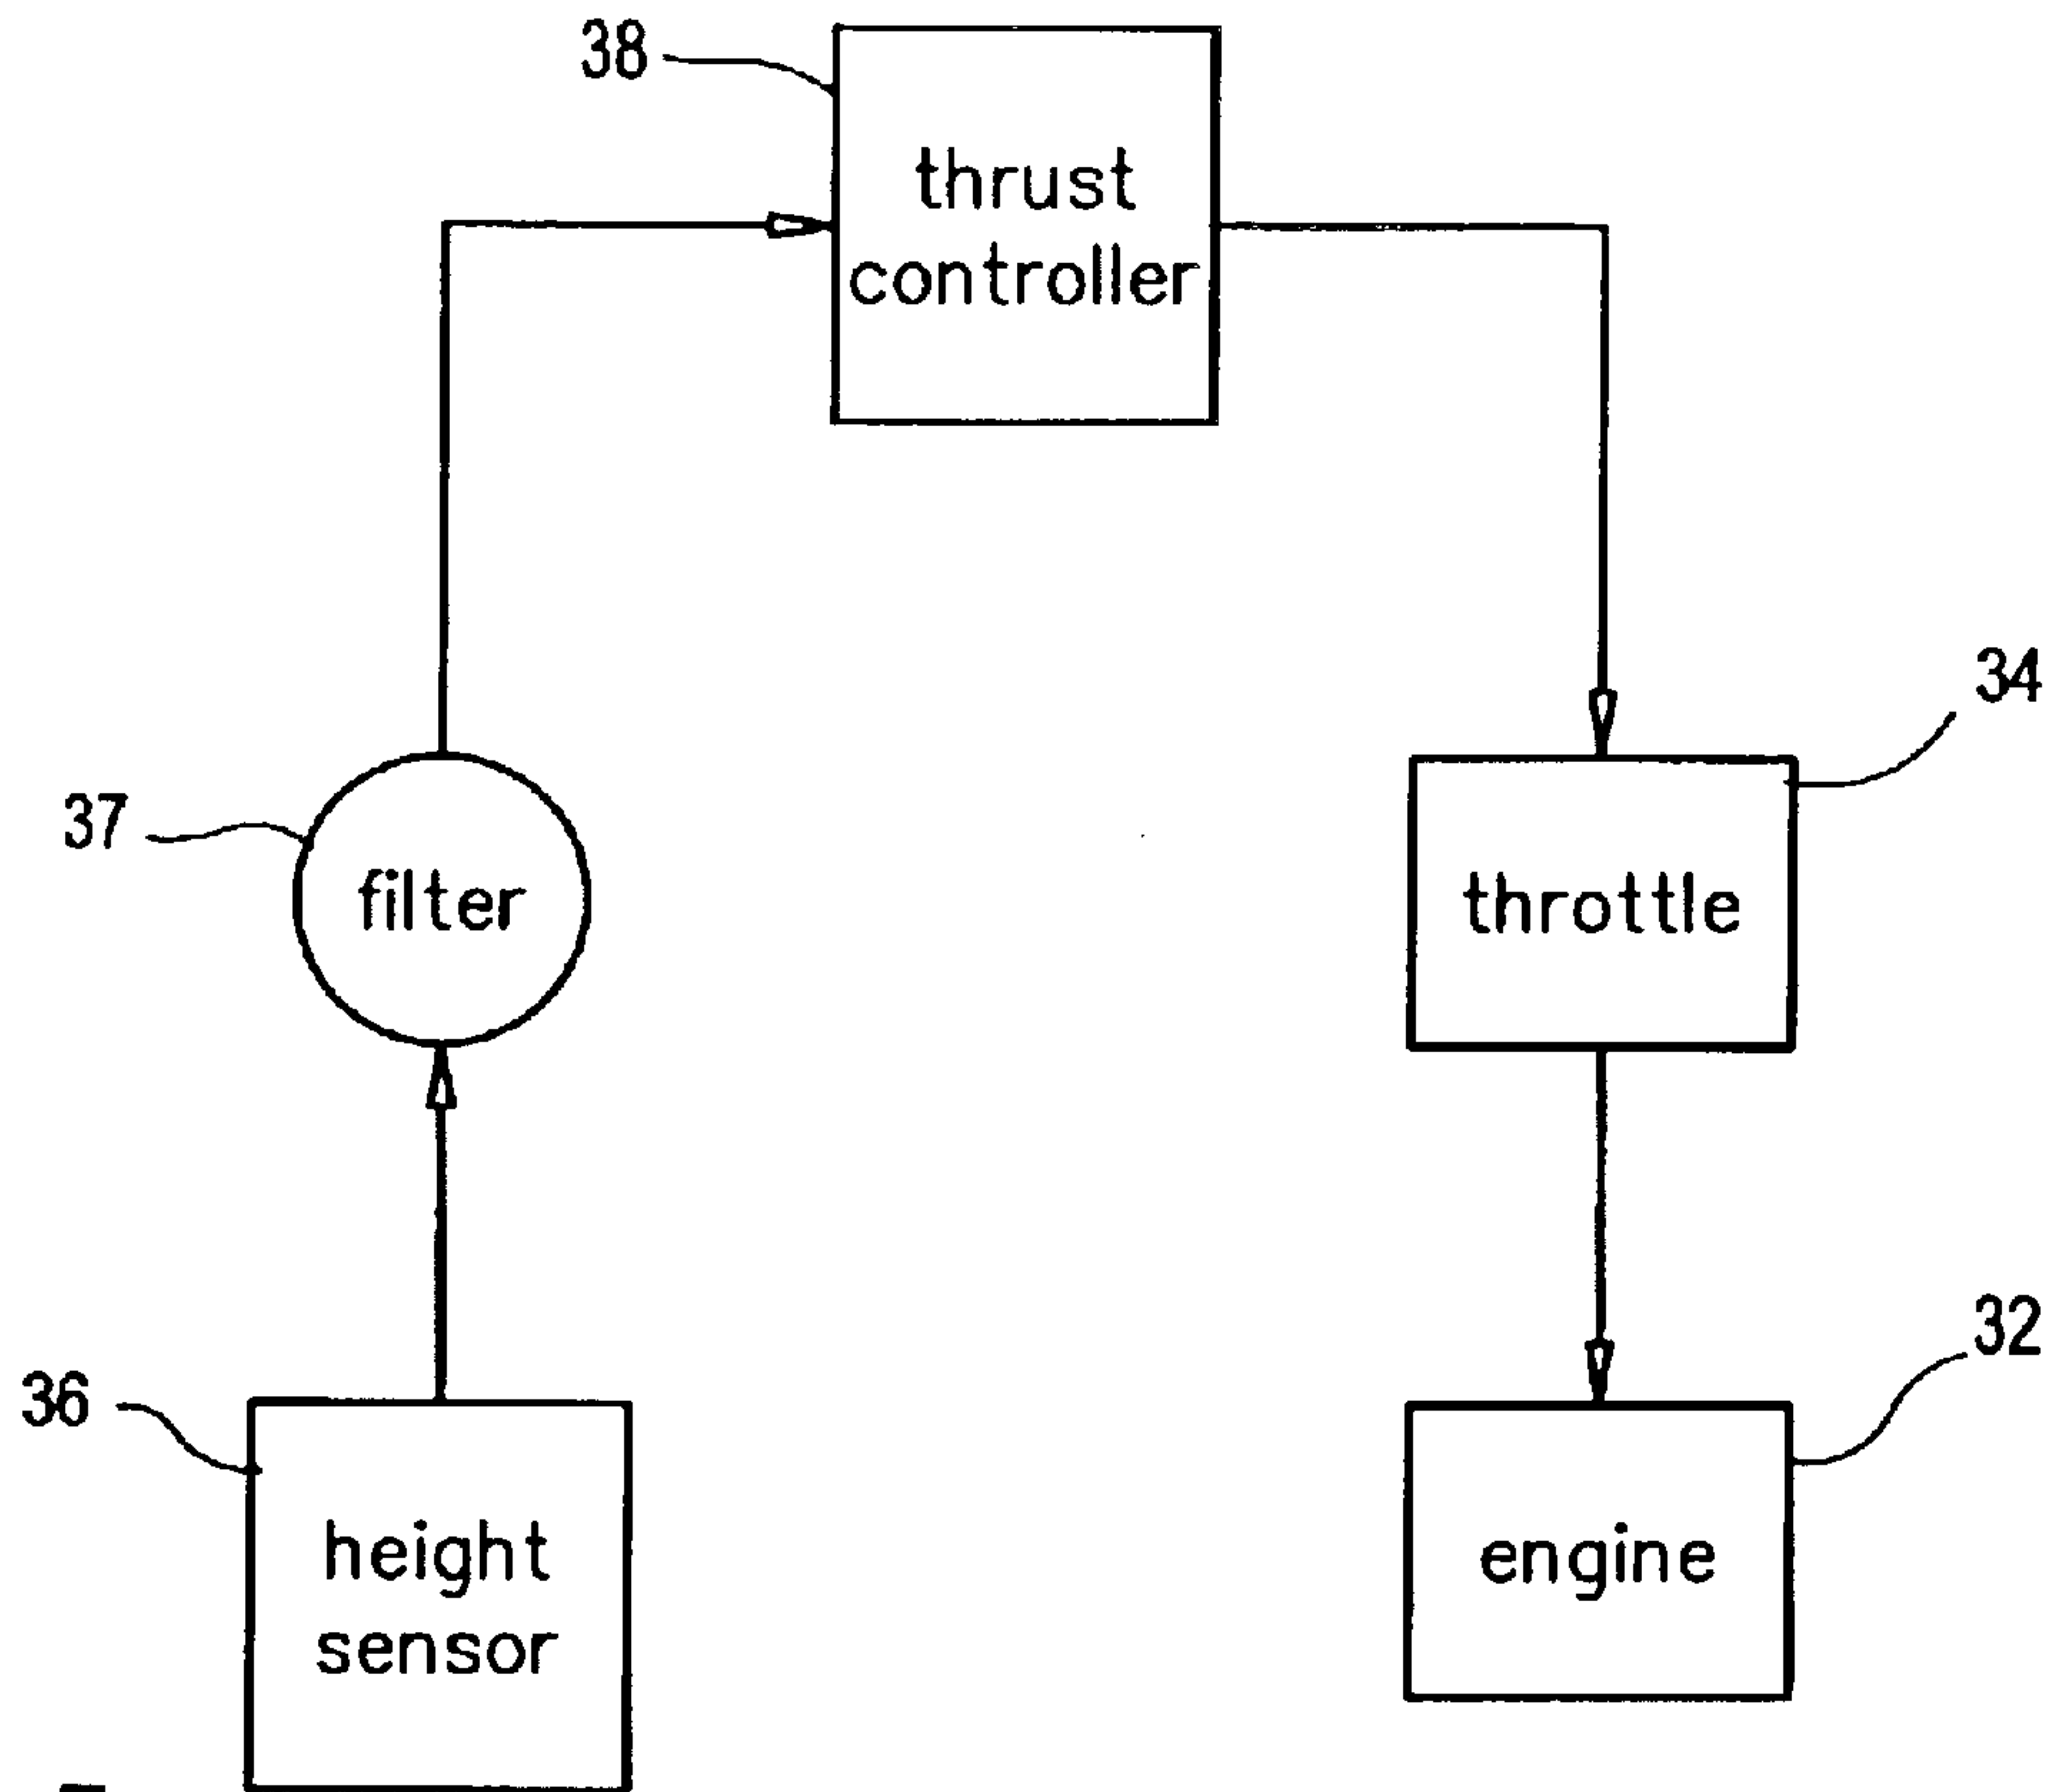 38
thrust
controller
34
37
filter
throttle
32
36
height
sensor
engine